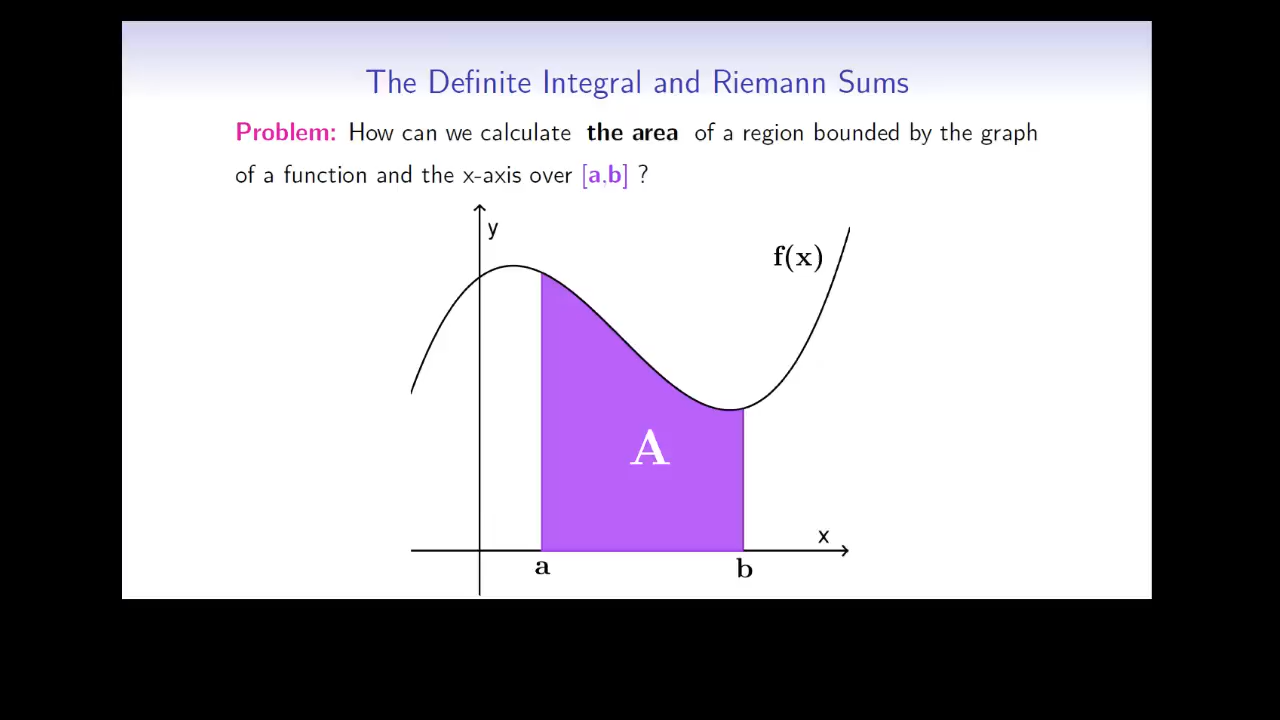 The Definite Integral and Riemann Sums
Problem: How can we calculate the area of a region bounded by the graph
of a function and the x-axis over [a,b] ?
y
f(x)
A
x
a
b